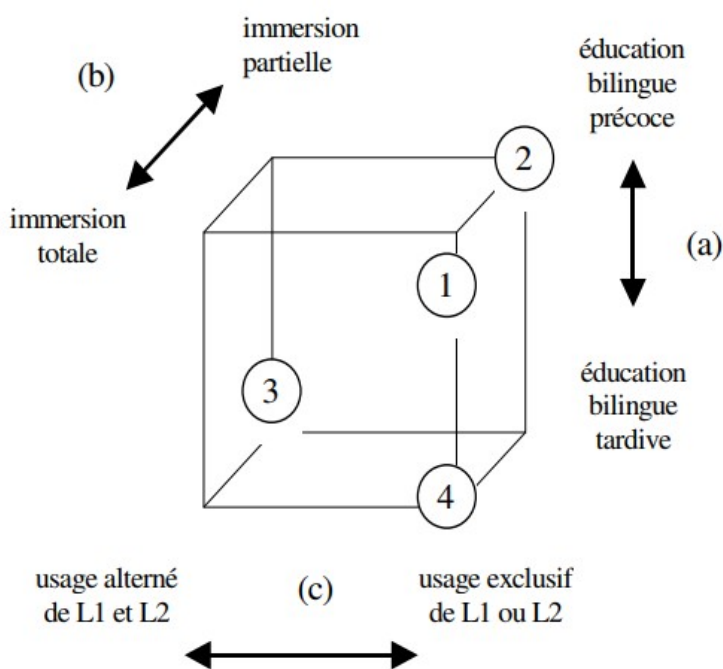 immersion
partielle
(b)
éducation
bilingue
précoce
2
immersion
totale
(a)
1
3
éducation
bilingue
tardive
4
usage alterné
de L1 et L2
(c)
usage exclusif
de L1 ou L2